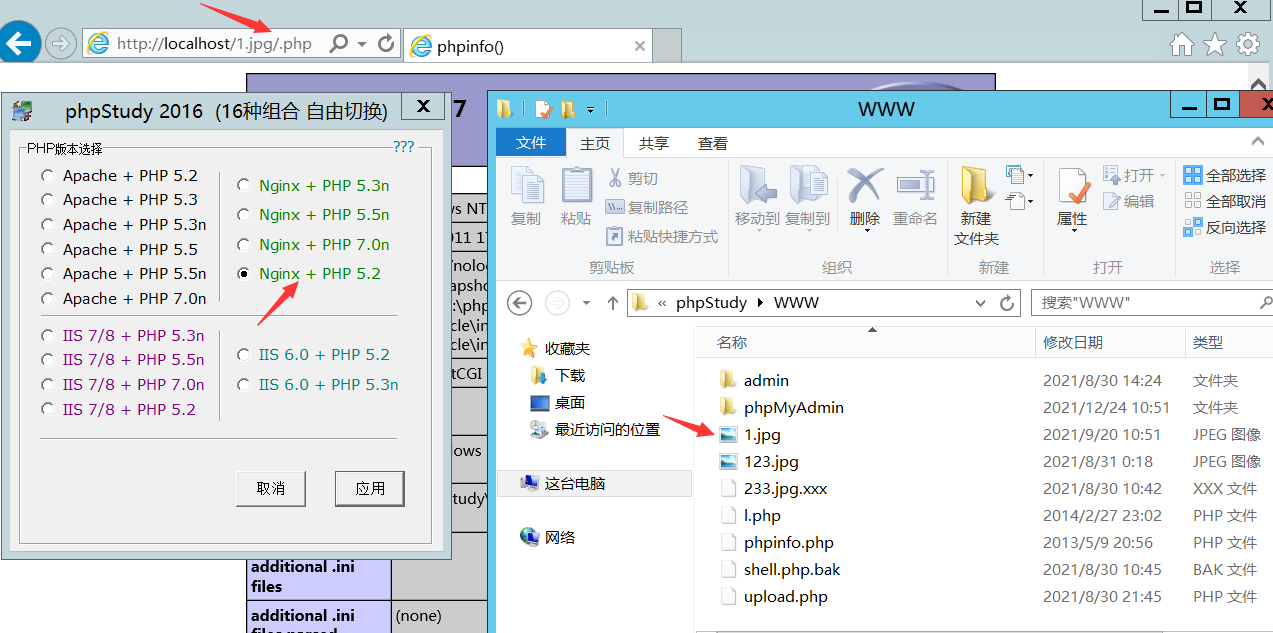 http://localhost/1.jpg/.php
phpinfo()
7
phpStudy 2016 (16种组合 自由切换)
PHP版本选择
???
Apache + PHP 5.2
Apache + PHP 5.3
Apache + PHP 5.3n
Apache + PHP 5.5
Apache + PHP 5.5n
Apache + PHP 7.0n
Nginx + PHP 5.3n
Nginx + PHP 5.5n
Nginx + PHP 7.0n
Nginx + PHP 5.2
IIS 7/8 + PHP 5.3n
IIS 7/8 + PHP 5.5n
IIS 7/8 + PHP 7.0n
IIS 7/8 + PHP 5.2
IIS 6.0 + PHP 5.2
IIS 6.0 + PHP 5.3n
取消
应用
additional .ini
files
additional .ini
(none)
WWW
文件
主页
共享
查看
复制
粘贴
剪切
复制路径
粘贴快捷方式
剪贴板
移动到
复制到
删除
重命名
组织
新建
文件夹
新建
属性
打开
编辑
打开
全部选择
全部取消
反向选择
选择
« phpStudy
WWW
搜索"WWW"
收藏夹
下载
桌面
最近访问的位置
这台电脑
网络
名称 修改日期 类型
admin 2021/8/30 14:24 文件夹
phpMyAdmin 2021/12/24 10:51 文件夹
1.jpg 2021/9/20 10:51 JPEG 图像
123.jpg 2021/8/31 0:18 JPEG 图像
233.jpg.xxx 2021/8/30 10:42 XXX 文件
l.php 2014/2/27 23:02 PHP 文件
phpinfo.php 2013/5/9 20:56 PHP 文件
shell.php.bak 2021/8/30 10:45 BAK 文件
upload.php 2021/8/30 21:45 PHP 文件